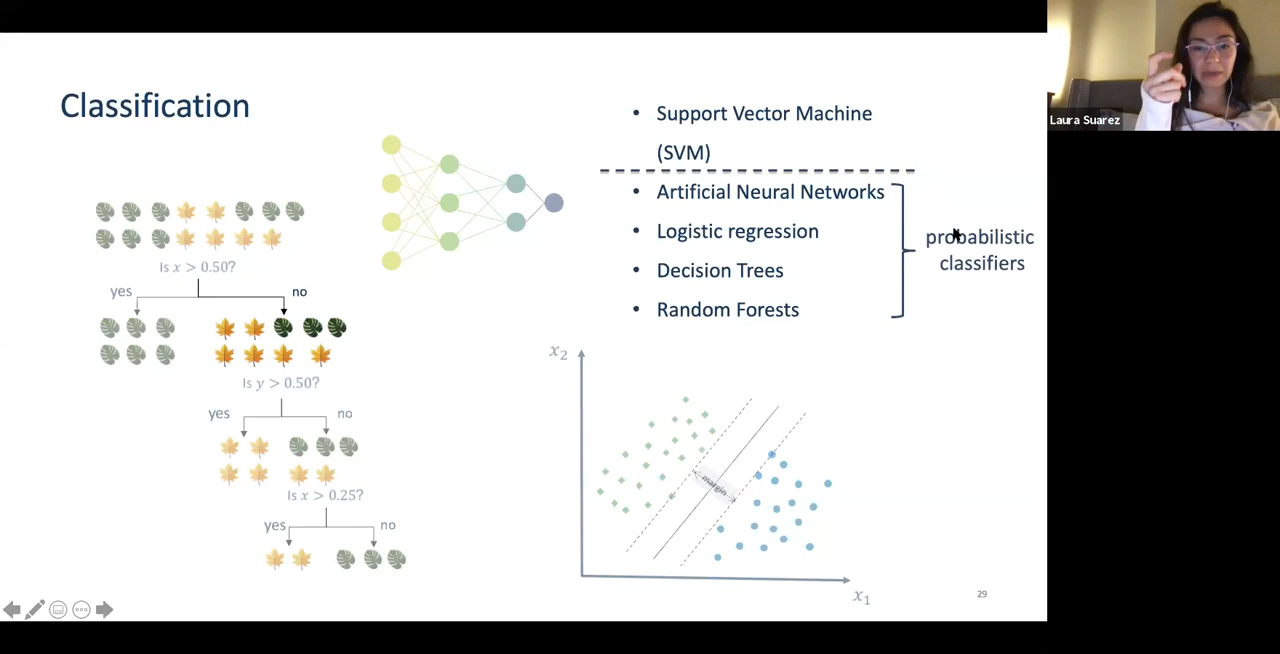 Classification
• Support Vector Machine
(SVM)
• Artificial Neural Networks
• Logistic regression
• Decision Trees
• Random Forests
probabilistic
classifiers
Is x > 0.50?
yes
no
Is y > 0.50?
yes
no
Is x > 0.25?
yes
no
x₂
margin
x₁
29
Laura Suarez